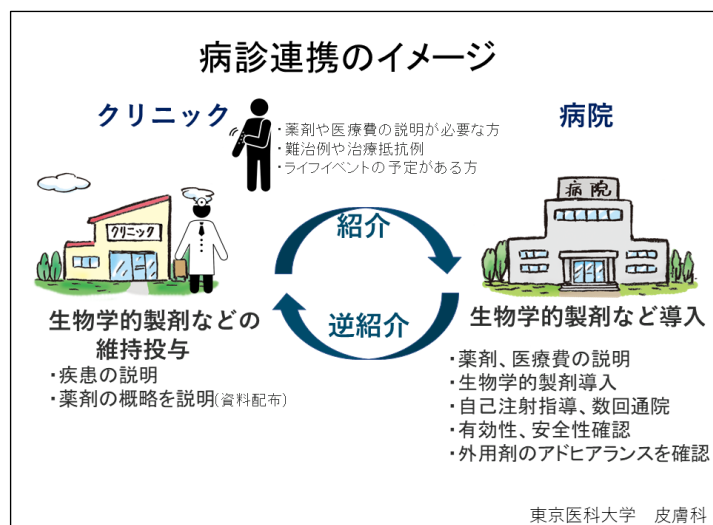 病診連携のイメージ
クリニック
・薬剤や医療費の説明が必要な方
・難治例や治療抵抗例
・ライフイベントの予定がある方
病院
クリニック
病院
紹介
逆紹介
生物学的製剤などの
維持投与
・疾患の説明
・薬剤の概略を説明(資料配布)
生物学的製剤など導入
・薬剤、医療費の説明
・生物学的製剤導入
・自己注射指導、数回通院
・有効性、安全性確認
・外用剤のアドヒアランスを確認
東京医科大学　皮膚科